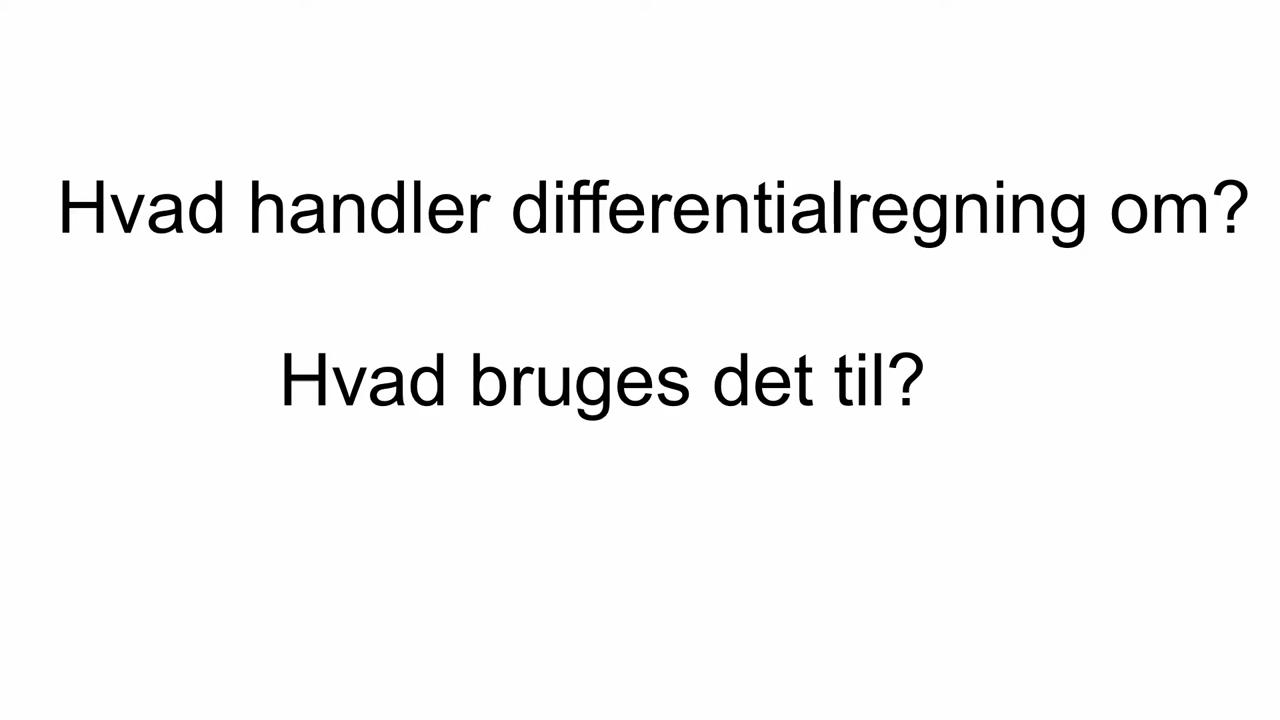 Hvad handler differentialregning om?
Hvad bruges det til?